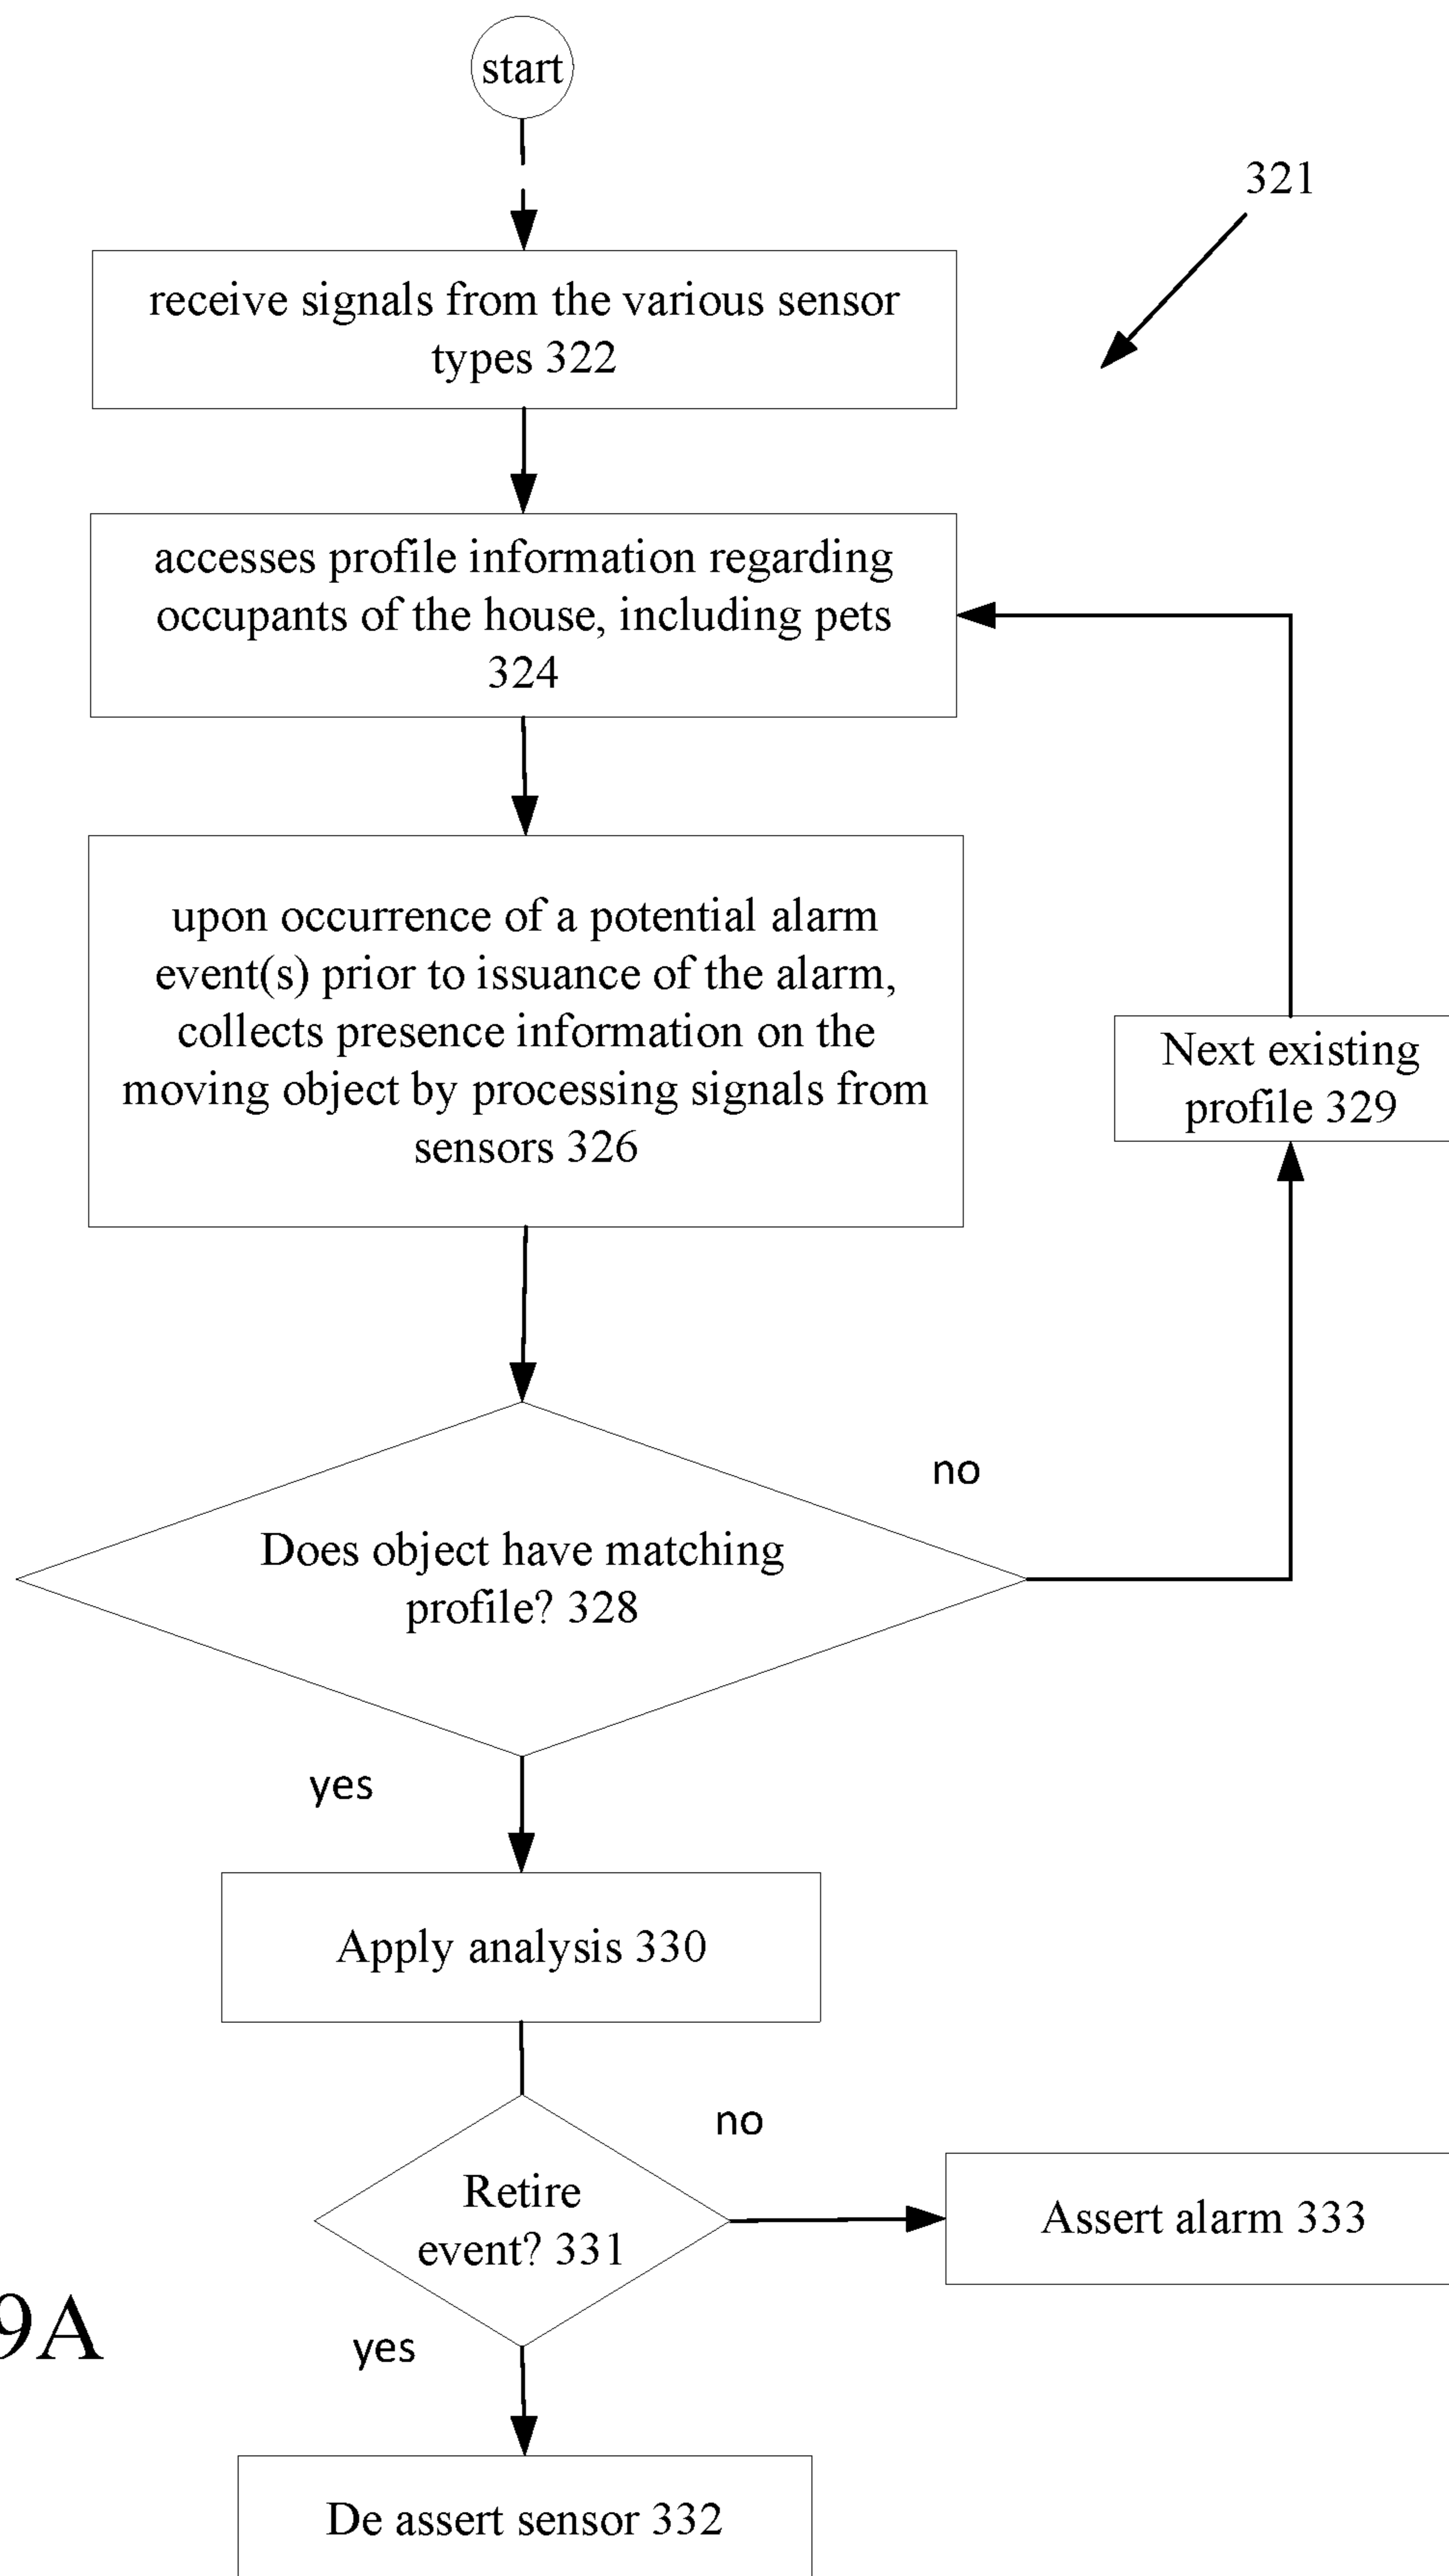 start
321
receive signals from the various sensor
types 322
accesses profile information regarding
occupants of the house, including pets
324
upon occurrence of a potential alarm
event(s) prior to issuance of the alarm,
collects presence information on the
moving object by processing signals from
sensors 326
Next existing
profile 329
no
Does object have matching
profile? 328
yes
Apply analysis 330
no
Retire
event? 331
Assert alarm 333
9A
yes
De assert sensor 332